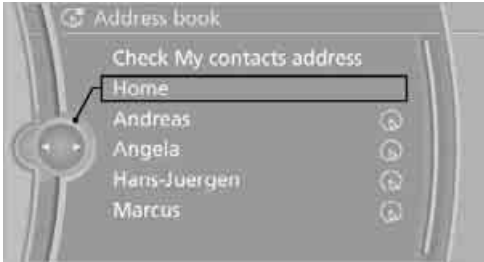 Address book
Check My contacts address
Home
Andreas
Angela
Hans-Juergen
Marcus